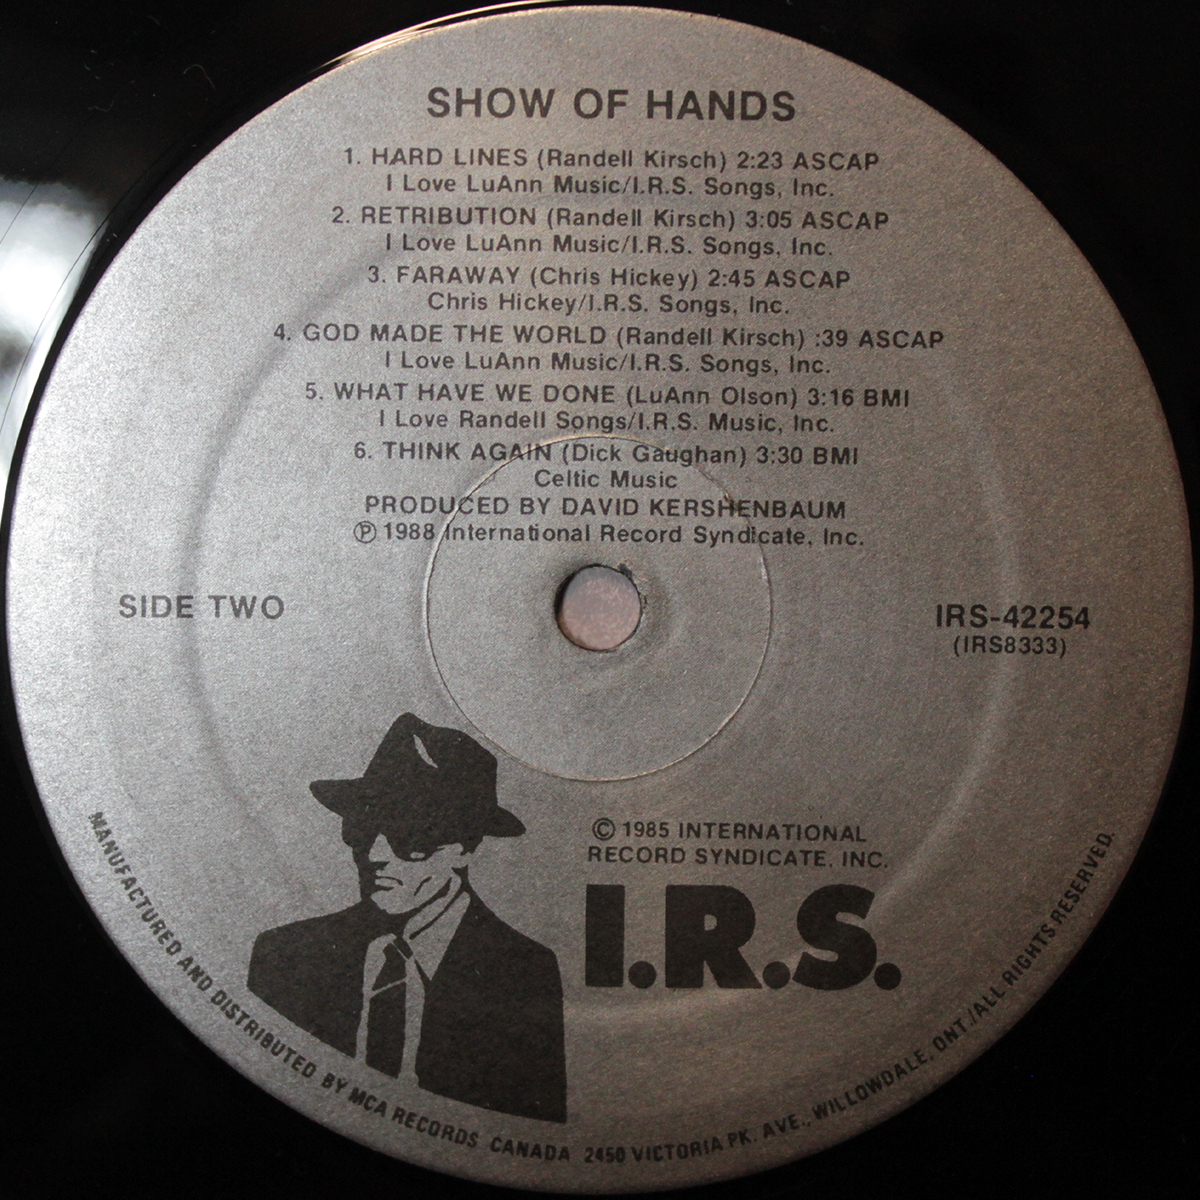 SHOW OF HANDS
1. HARD LINES (Randell Kirsch) 2:23 ASCAP
I Love LuAnn Music/I.R.S. Songs, Inc.
2. RETRIBUTION (Randell Kirsch) 3:05 ASCAP
I Love LuAnn Music/I.R.S. Songs, Inc.
3. FARAWAY (Chris Hickey) 2:45 ASCAP
Chris Hickey/I.R.S. Songs, Inc.
4. GOD MADE THE WORLD (Randell Kirsch) :39 ASCAP
I Love LuAnn Music/I.R.S. Songs, Inc.
5. WHAT HAVE WE DONE (LuAnn Olson) 3:16 BMI
I Love Randell Songs/I.R.S. Music, Inc.
6. THINK AGAIN (Dick Gaughan) 3:30 BMI
Celtic Music
PRODUCED BY DAVID KERSHENBAUM
℗ 1988 International Record Syndicate, Inc.
SIDE TWO
IRS-42254
(IRS8333)
© 1985 INTERNATIONAL
RECORD SYNDICATE, INC.
I.R.S.
MANUFACTURED AND DISTRIBUTED BY MCA RECORDS CANADA 2450 VICTORIA PK. AVE., WILLOWDALE, ONT./ALL RIGHTS RESERVED.